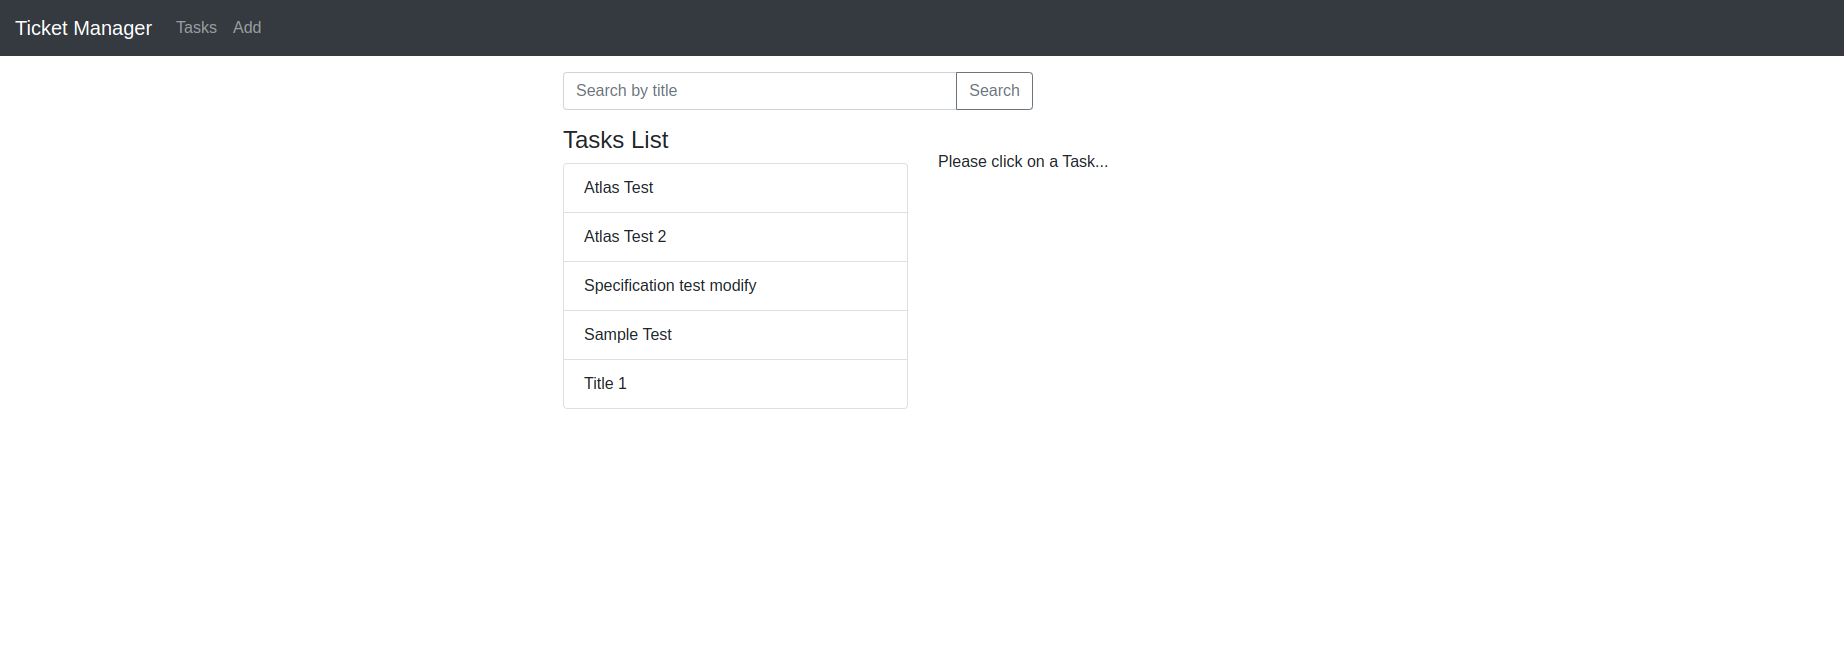 Ticket Manager Tasks Add
Search by title Search
Tasks List
Please click on a Task...
Atlas Test
Atlas Test 2
Specification test modify
Sample Test
Title 1